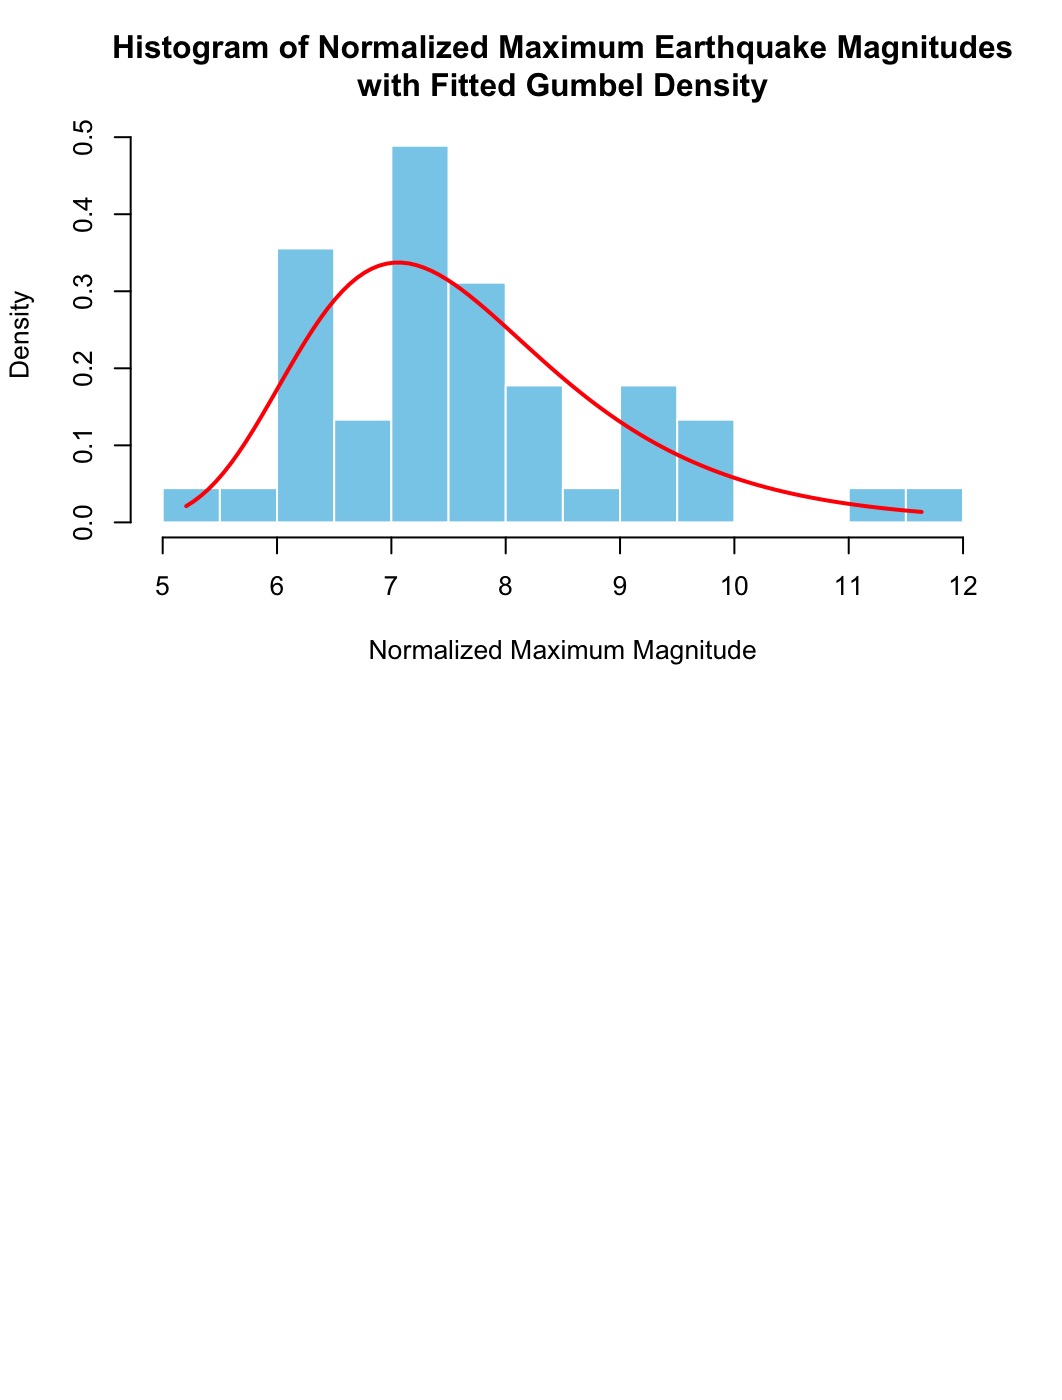 Histogram of Normalized Maximum Earthquake Magnitudes
with Fitted Gumbel Density
Density
0.5
0.4
0.3
0.2
0.1
0.0
5 6 7 8 9 10 11 12
Normalized Maximum Magnitude